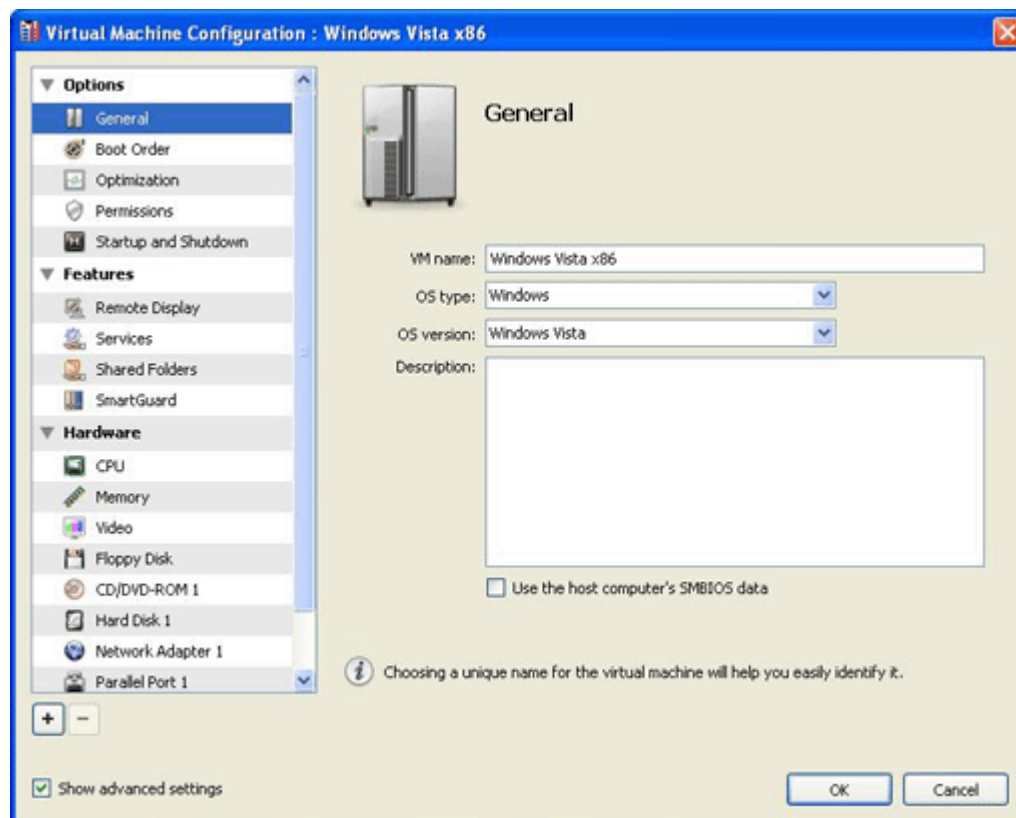 Virtual Machine Configuration : Windows Vista x86
Options
General
Boot Order
Optimization
Permissions
Startup and Shutdown
Features
Remote Display
Services
Shared Folders
SmartGuard
Hardware
CPU
Memory
Video
Floppy Disk
CD/DVD-ROM 1
Hard Disk 1
Network Adapter 1
Parallel Port 1
General
VM name: Windows Vista x86
OS type: Windows
OS version: Windows Vista
Description:
Use the host computer's SMBIOS data
Choosing a unique name for the virtual machine will help you easily identify it.
Show advanced settings
OK
Cancel